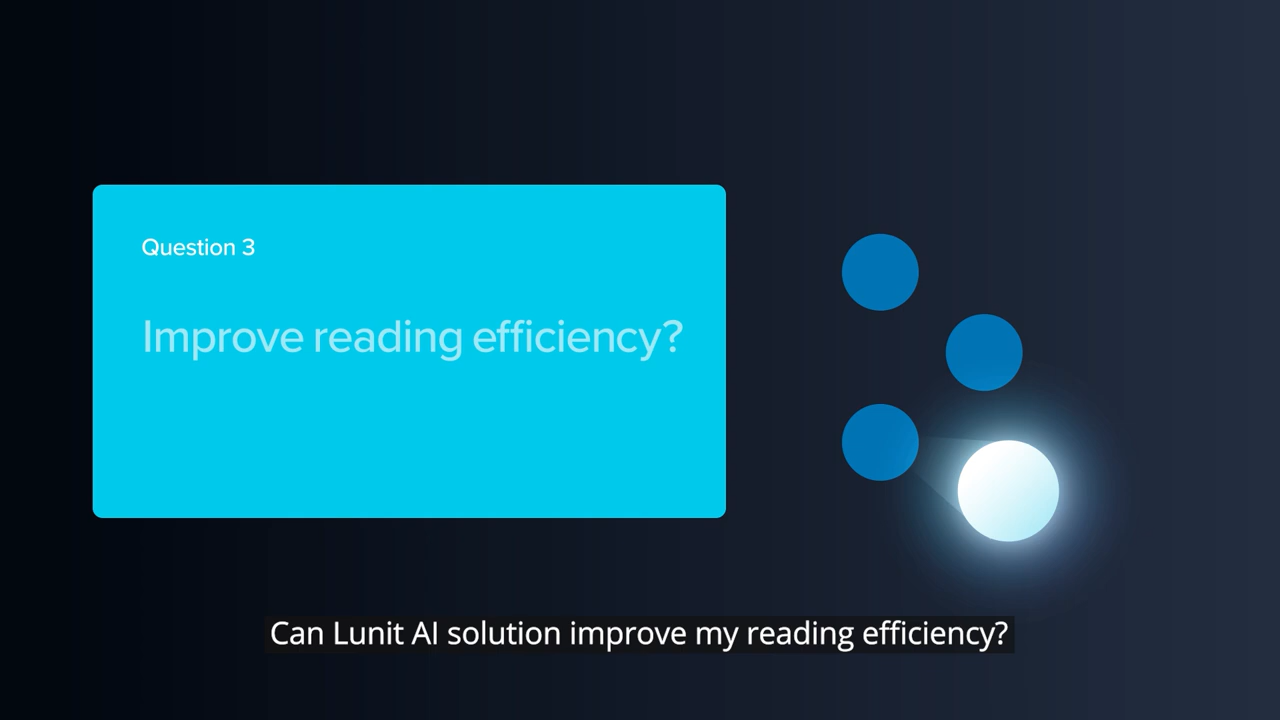 Question 3
Improve reading efficiency?
Can Lunit AI solution improve my reading efficiency?